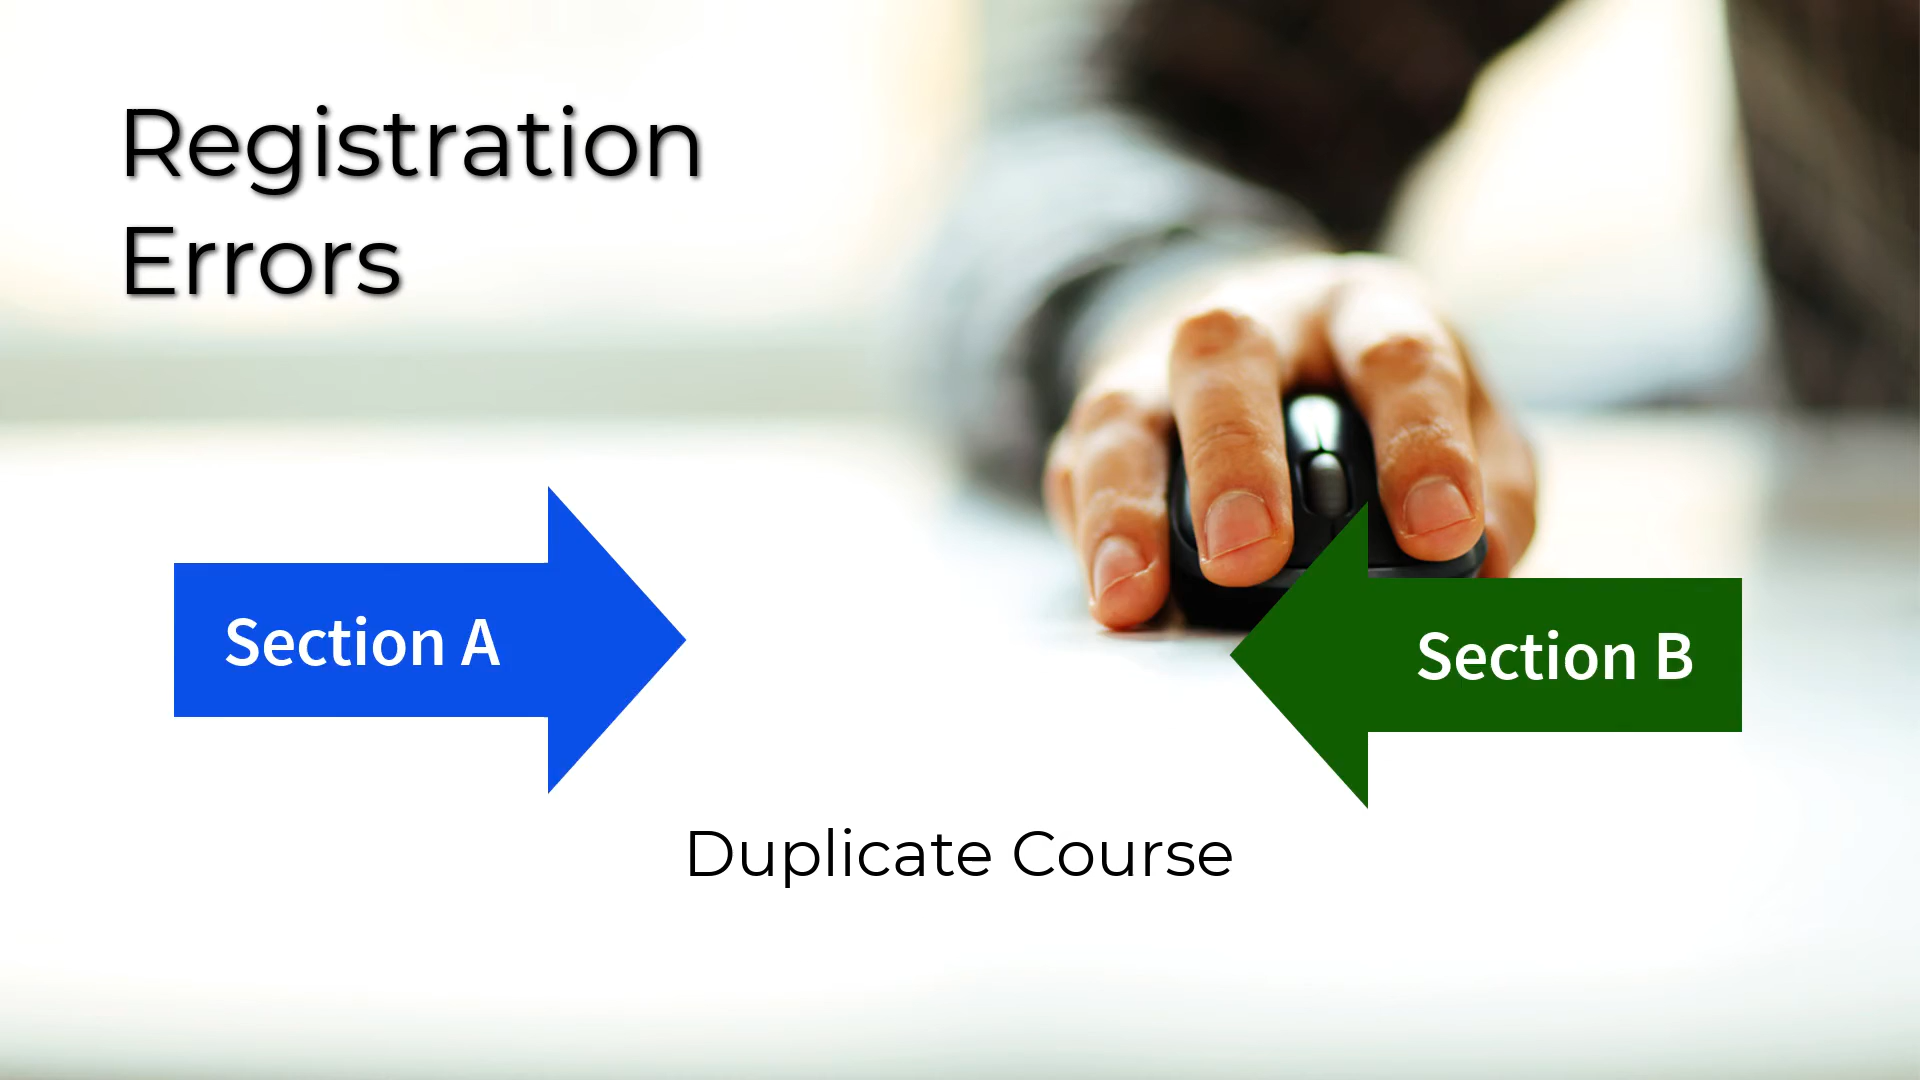 Registration
Errors
Section A
Section B
Duplicate Course